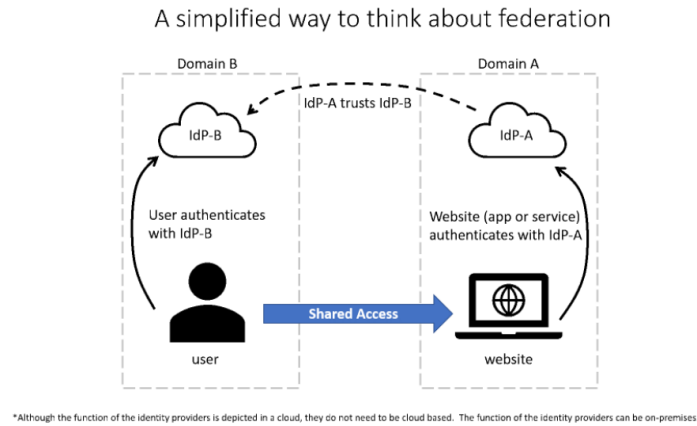 A simplified way to think about federation
Domain B
Domain A
IdP-A trusts IdP-B
IdP-B
IdP-A
User authenticates
with IdP-B
Website (app or service)
authenticates with IdP-A
Shared Access
user
website
*Although the function of the identity providers is depicted in a cloud, they do not need to be cloud based. The function of the identity providers can be on-premises